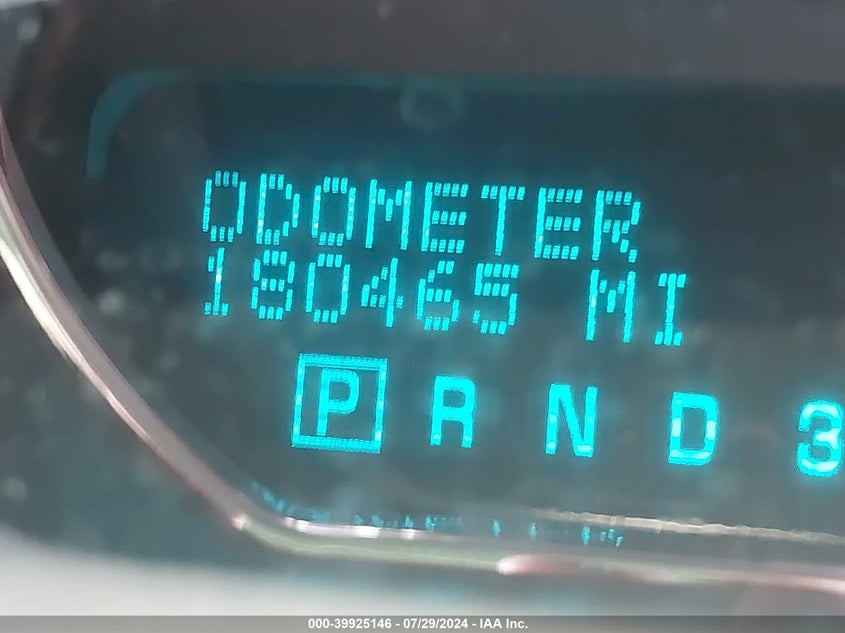 ODOMETER
180465 MI
P R N D 3
000-39925146 - 07/29/2024 - IAA Inc.